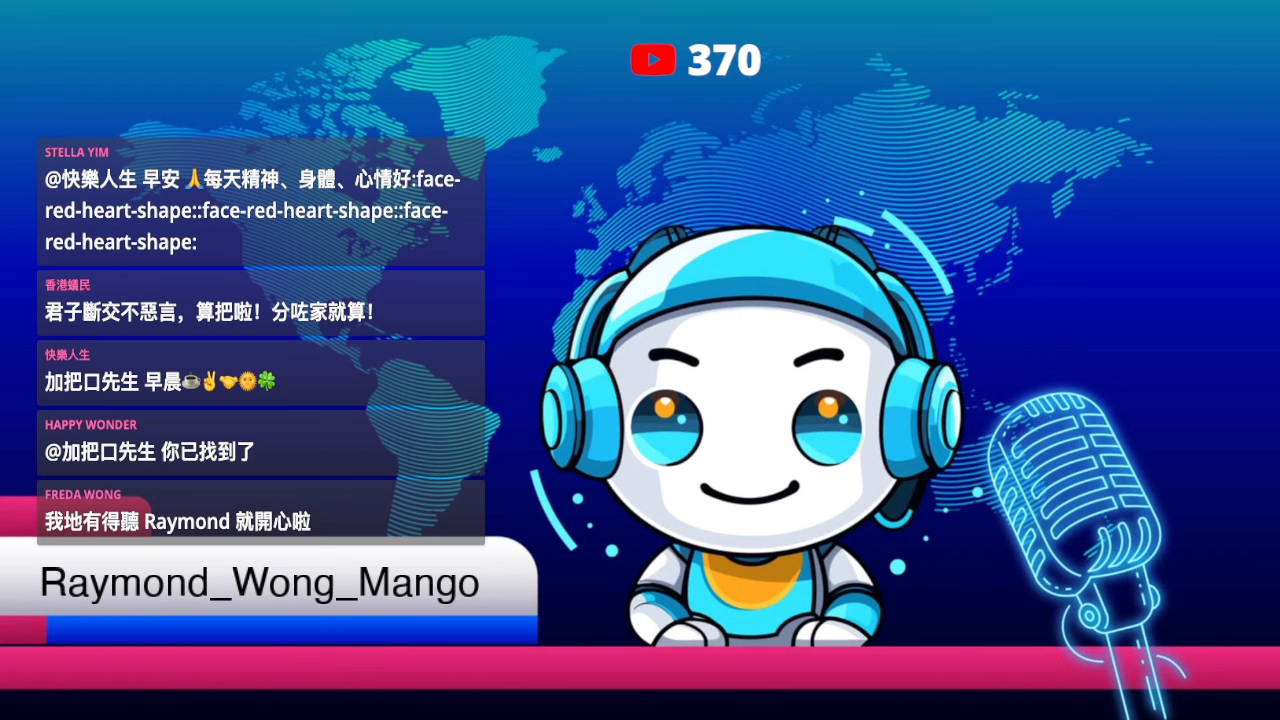 370
STELLA YIM
@快樂人生 早安 🙏每天精神、身體、心情好:face-
red-heart-shape::face-red-heart-shape::face-
red-heart-shape:
香港蟻民
君子斷交不惡言，算把啦！分咗家就算！
快樂人生
加把口先生 早晨☕✌🤝🌞🍀
HAPPY WONDER
@加把口先生 你已找到了
FREDA WONG
我地有得聽 Raymond 就開心啦
Raymond_Wong_Mango